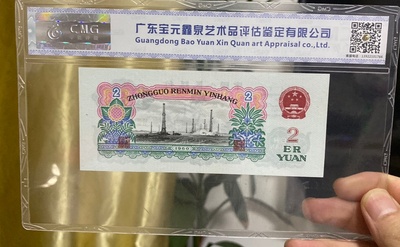 CMG
广东宝元鑫泉艺术品评估鉴定有限公司
Guangdong Bao Yuan Xin Quan art Appraisal co.,Ltd.
2
2
ZHONGGUO RENMIN YINHANG
1960
2
ER
YUAN